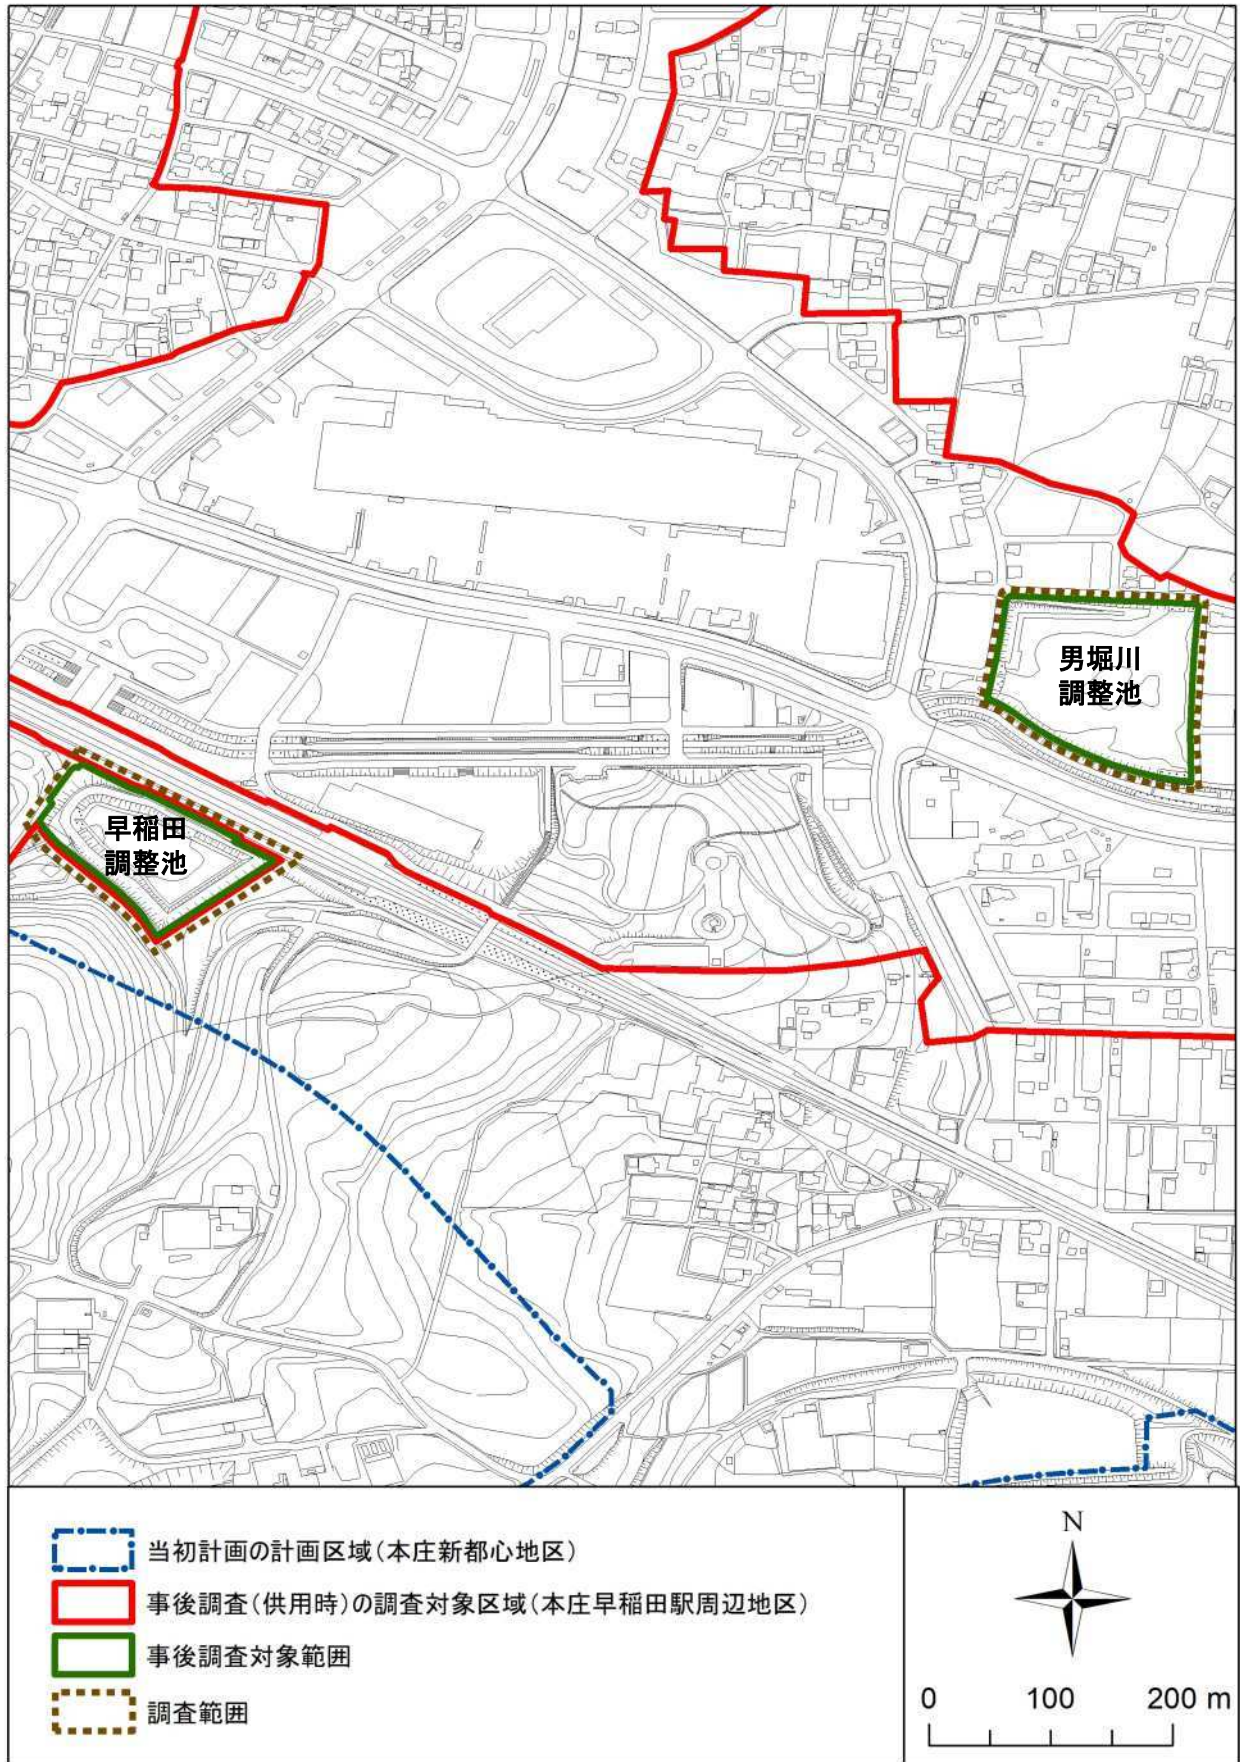 男堀川
調整池
早稲田
調整池
当初計画の計画区域(本庄新都心地区)
事後調査(供用時)の調査対象区域(本庄早稲田駅周辺地区)
事後調査対象範囲
調査範囲
N
0 100 200 m